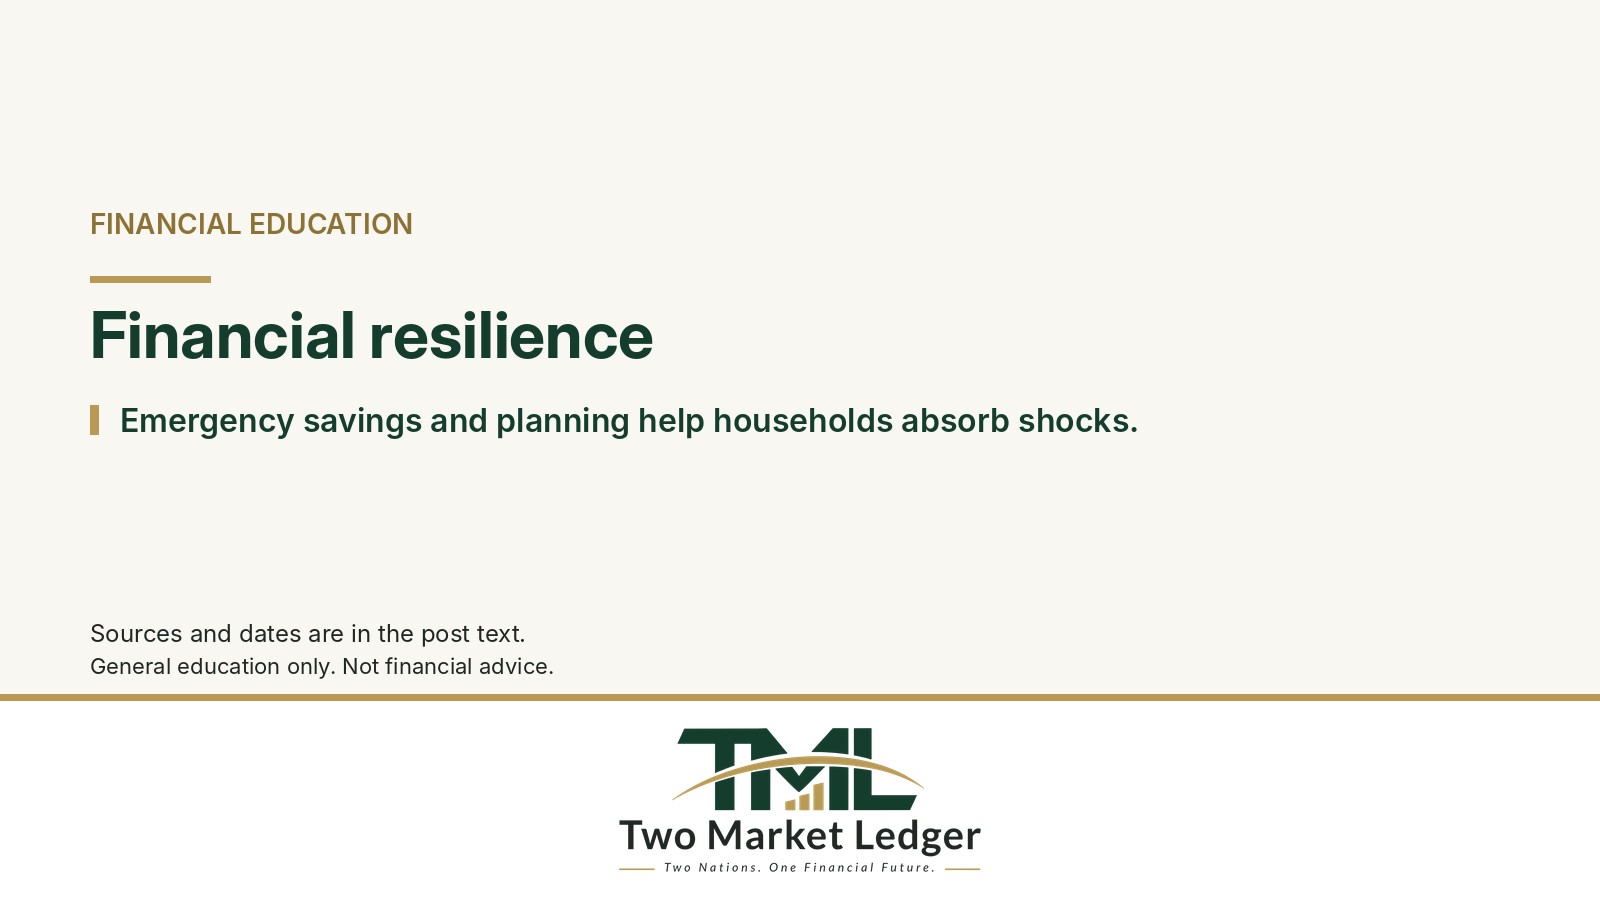 FINANCIAL EDUCATION
Financial resilience
Emergency savings and planning help households absorb shocks.
Sources and dates are in the post text.
General education only. Not financial advice.
TML
Two Market Ledger
Two Nations. One Financial Future.